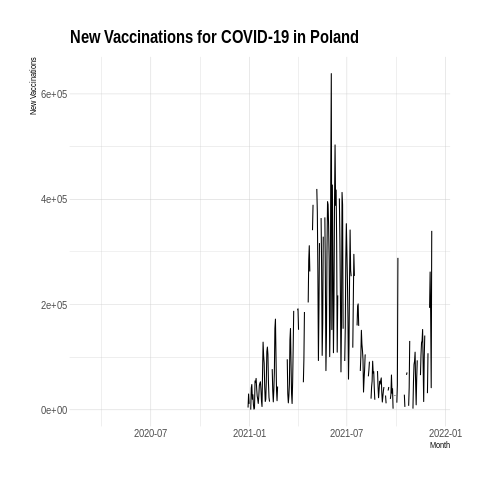 New Vaccinations for COVID-19 in Poland
New Vaccinations
6e+05
4e+05
2e+05
0e+00
2020-07
2021-01
2021-07
2022-01
Month